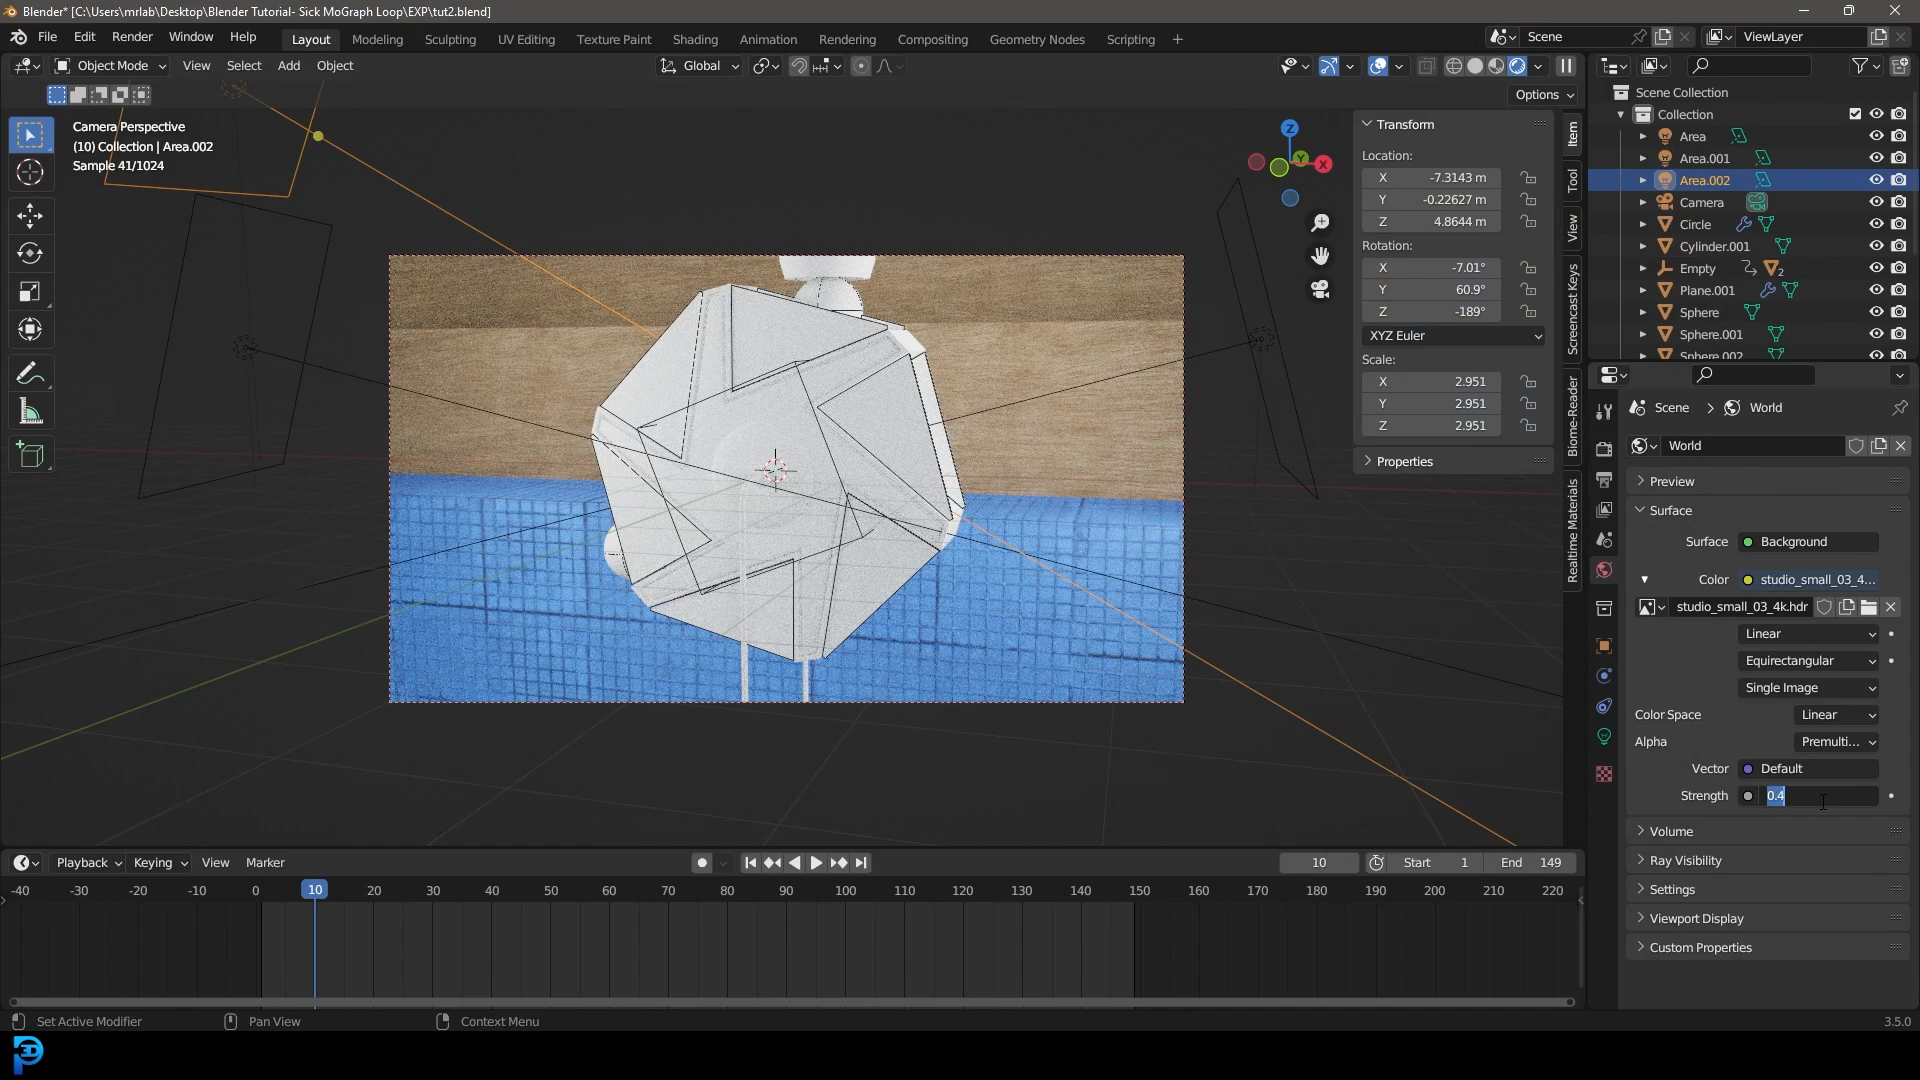 Blender* [C:\Users\mrlab\Desktop\Blender Tutorial- Sick MoGraph Loop\EXP\tut2.blend]
File Edit Render Window Help Layout Modeling Sculpting UV Editing Texture Paint Shading Animation Rendering Compositing Geometry Nodes Scripting + Scene ViewLayer
Object Mode View Select Add Object Global
Options
Camera Perspective
(10) Collection | Area.002
Sample 41/1024
Z
Y
X
Transform
Location:
X -7.3143 m
Y -0.22627 m
Z 4.8644 m
Rotation:
X -7.01°
Y 60.9°
Z -189°
XYZ Euler
Scale:
X 2.951
Y 2.951
Z 2.951
Properties
Item
Tool
View
Screencast Keys
Biome-Reader
Realtime Materials
Scene Collection
Collection
Area
Area.001
Area.002
Camera
Circle
Cylinder.001
Empty 2
Plane.001
Sphere
Sphere.001
Sphere.002
Scene > World
World
Preview
Surface
Surface Background
Color studio_small_03_4...
studio_small_03_4k.hdr
Linear
Equirectangular
Single Image
Color Space Linear
Alpha Premulti...
Vector Default
Strength 0.4
Volume
Ray Visibility
Settings
Viewport Display
Custom Properties
Playback Keying View Marker 10 Start 1 End 149
-40 -30 -20 -10 0 10 20 30 40 50 60 70 80 90 100 110 120 130 140 150 160 170 180 190 200 210 220
Set Active Modifier Pan View Context Menu 3.5.0